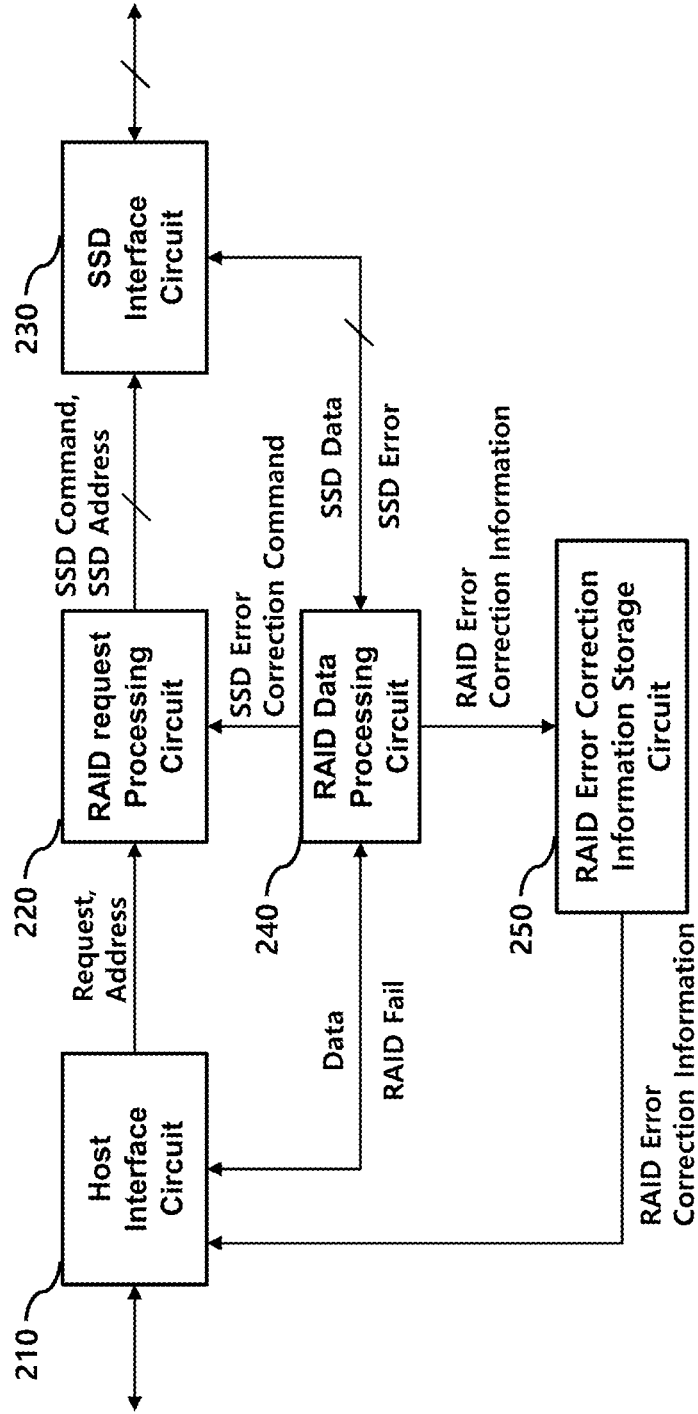 210
Host
Interface
Circuit
Request,
Address
220
RAID request
Processing
Circuit
SSD Command,
SSD Address
230
SSD
Interface
Circuit
Data
RAID Fail
240
RAID Data
Processing
Circuit
SSD Error
Correction Command
SSD Data
SSD Error
RAID Error
Correction Information
250
RAID Error Correction
Information Storage
Circuit
RAID Error
Correction Information